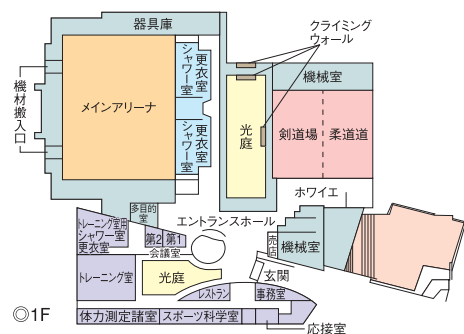 器具庫
クライミング
ウォール
シャワー室
更衣室
機械室
機材搬入口
メインアリーナ
光庭
剣道場
柔道道
シャワー室
更衣室
ホワイエ
多目的
室
エントランスホール
トレーニング室用
シャワー室
更衣室
第2
第1
会議室
売店
機械室
玄関
トレーニング室
光庭
レストラン
事務室
◎1F
体力測定諸室
スポーツ科学室
応接室